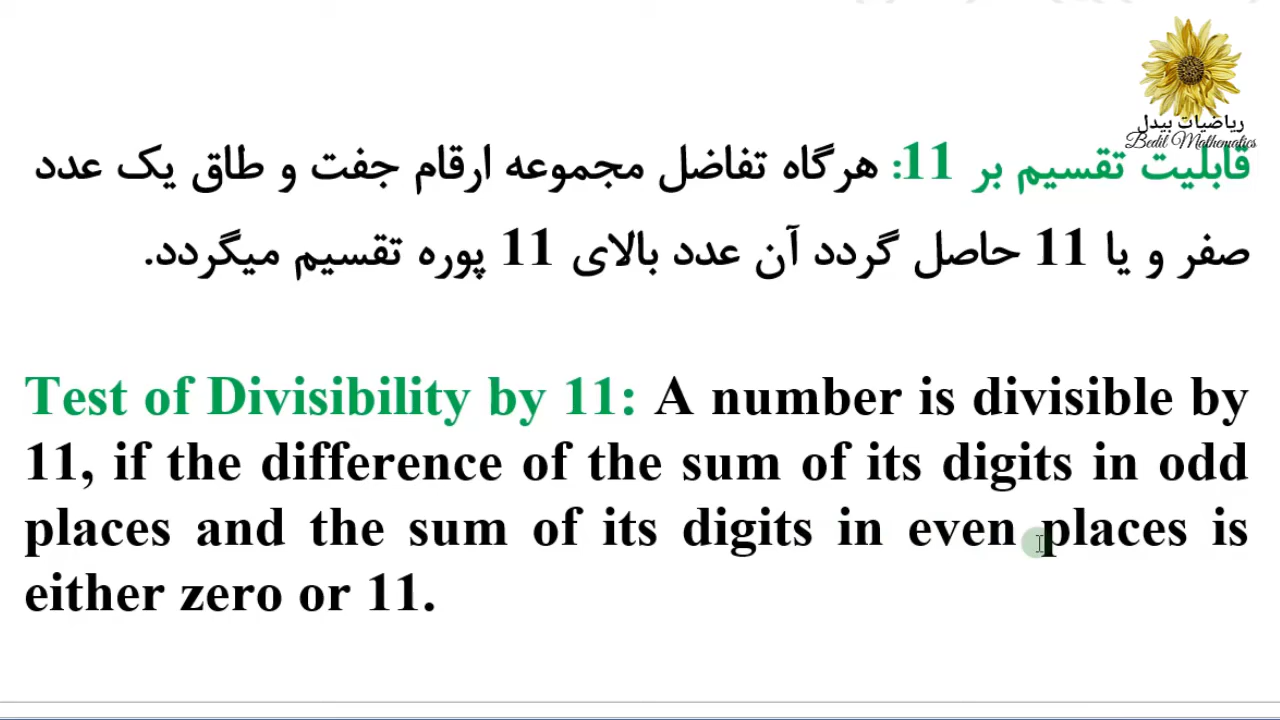 ریاضیات بیدل
Bedil Mathematics
قابلیت تقسیم بر 11: هرگاه تفاضل مجموعه ارقام جفت و طاق یک عدد
صفر و یا 11 حاصل گردد آن عدد بالای 11 پوره تقسیم میگردد.
Test of Divisibility by 11: A number is divisible by
11, if the difference of the sum of its digits in odd
places and the sum of its digits in even places is
either zero or 11.